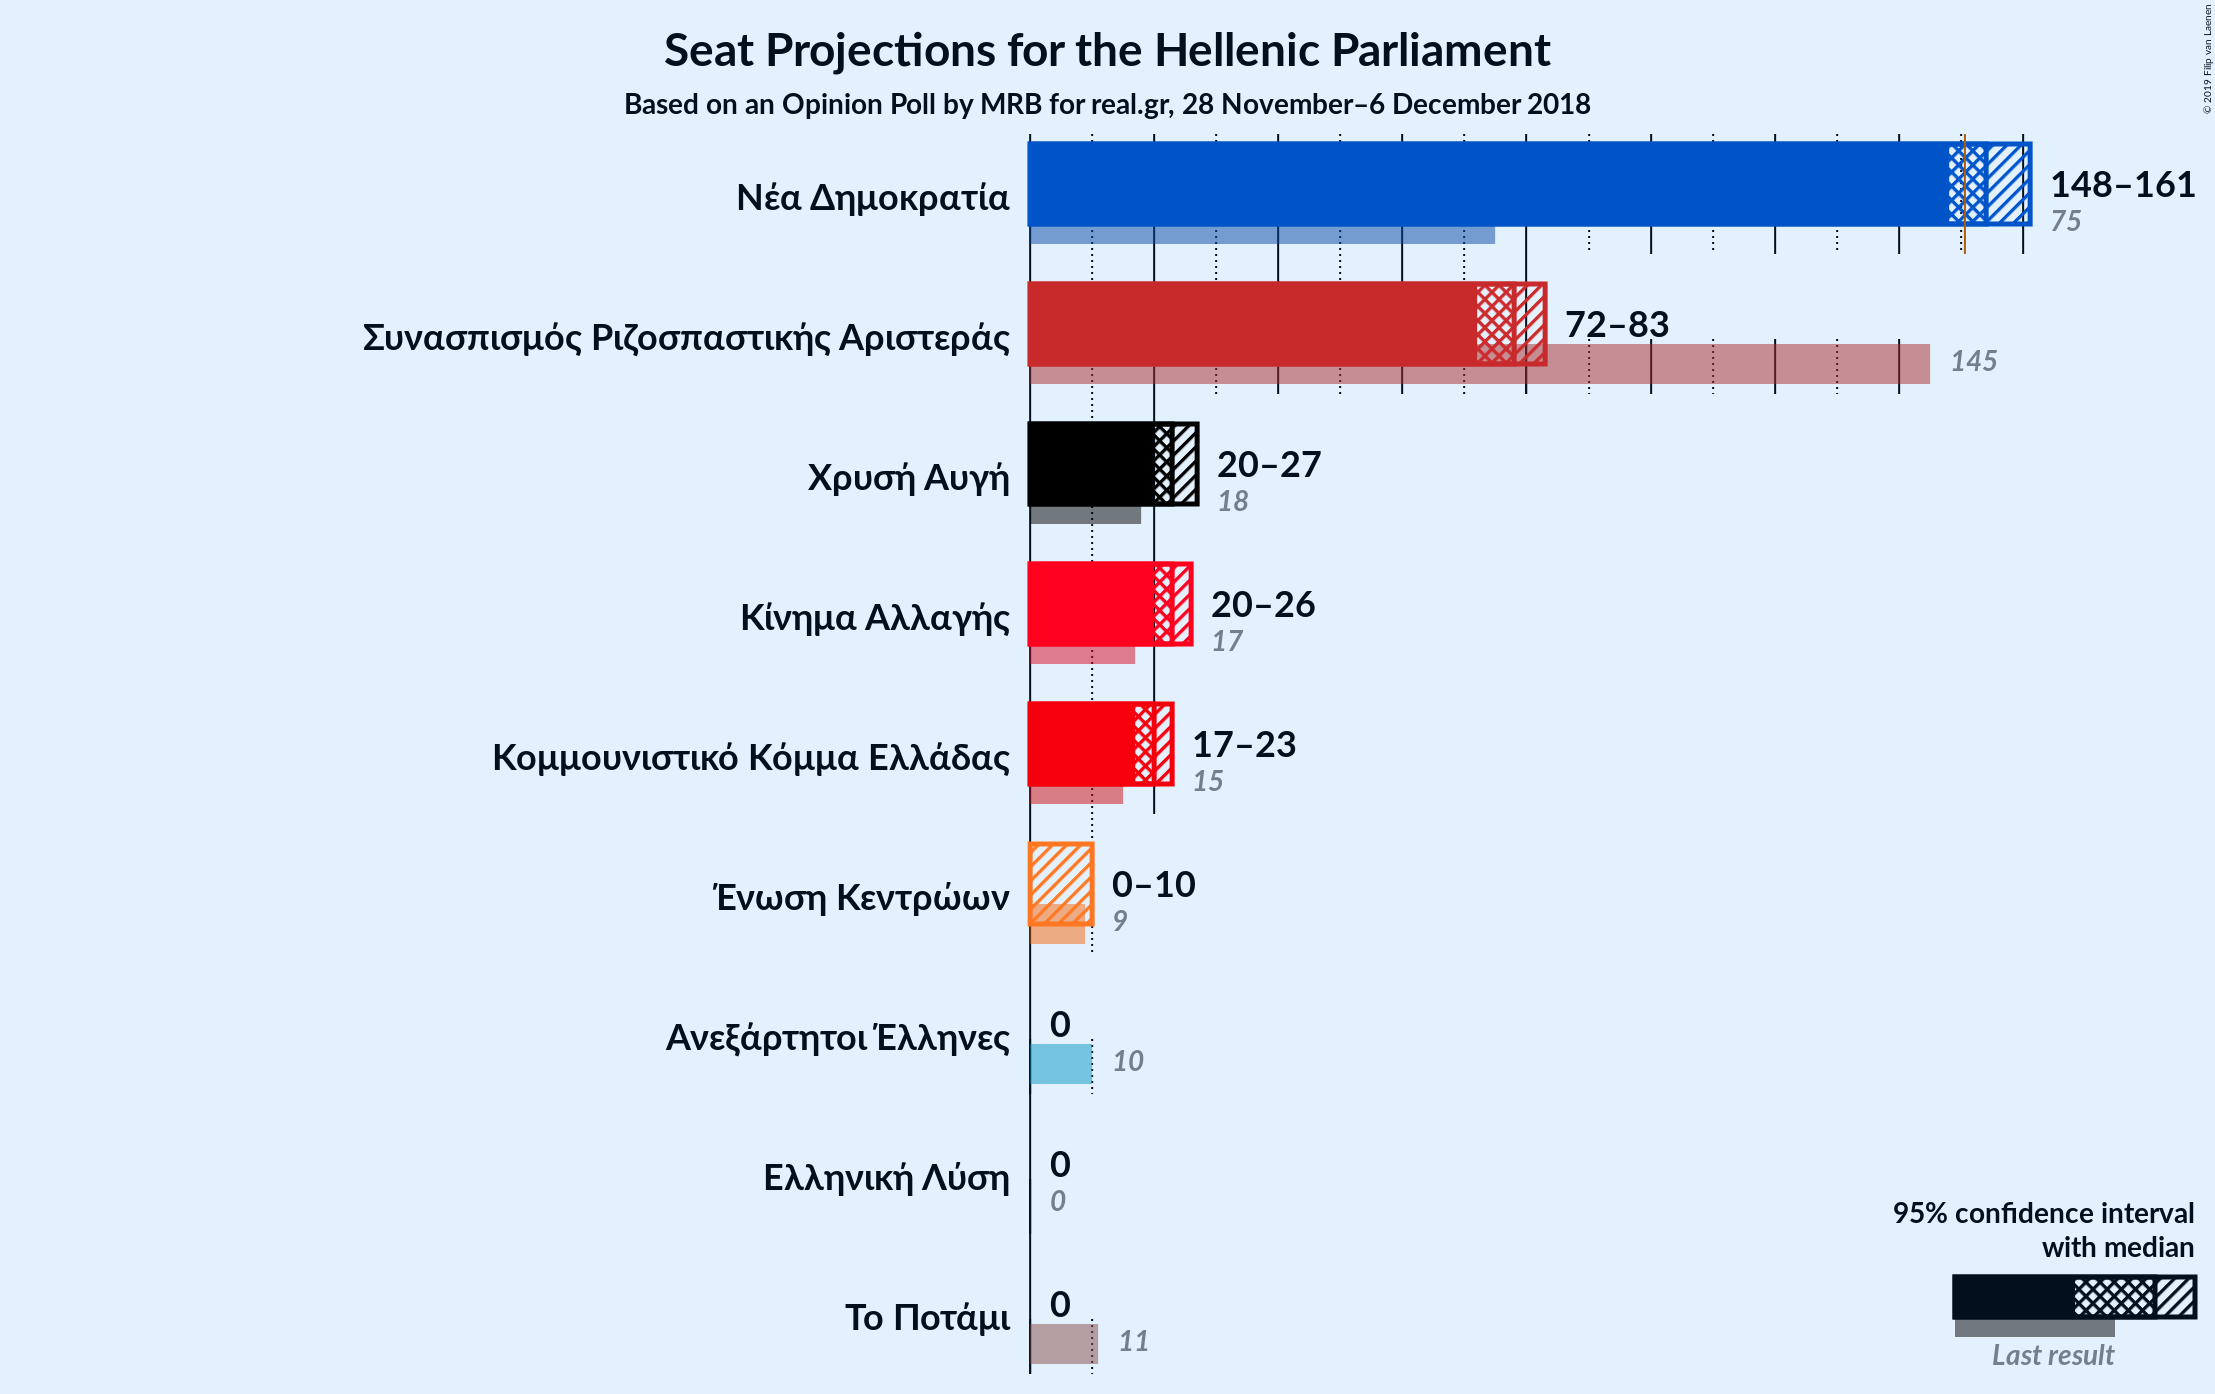 Seat Projections for the Hellenic Parliament
Based on an Opinion Poll by MRB for real.gr, 28 November–6 December 2018
© 2019 Filip van Laenen
Νέα Δημοκρατία
148–161
75
Συνασπισμός Ριζοσπαστικής Αριστεράς
72–83
145
Χρυσή Αυγή
20–27
18
Κίνημα Αλλαγής
20–26
17
Κομμουνιστικό Κόμμα Ελλάδας
17–23
15
Ένωση Κεντρώων
0–10
9
Ανεξάρτητοι Έλληνες
0
10
Ελληνική Λύση
0
0
Το Ποτάμι
0
11
95% confidence interval
with median
Last result